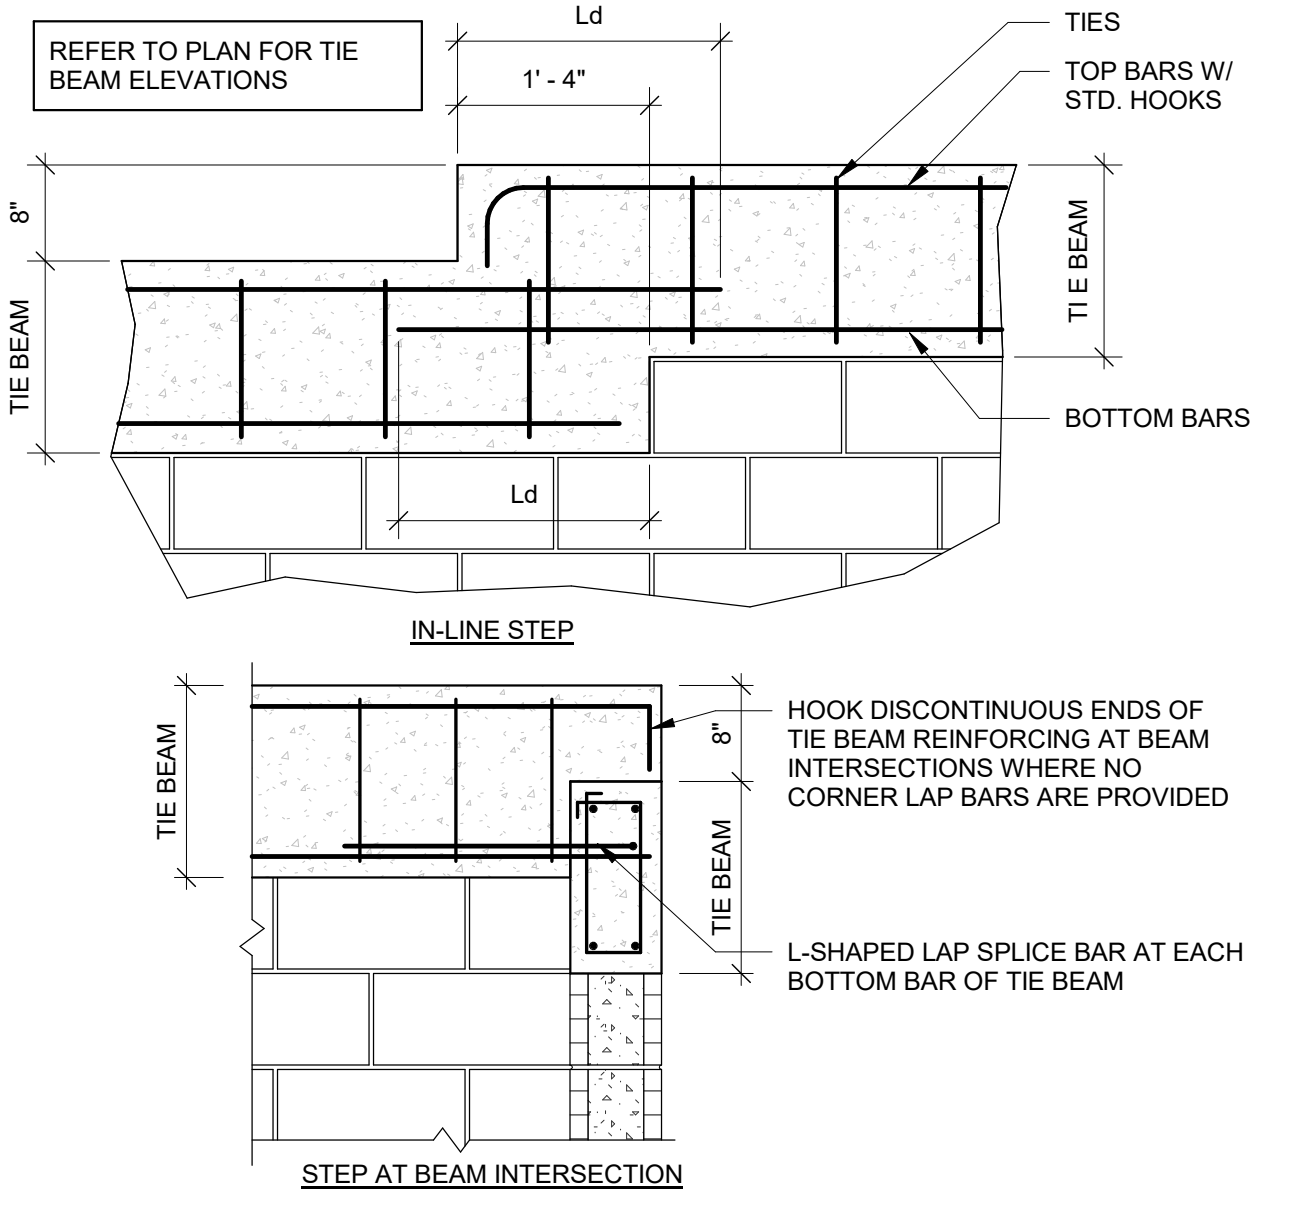 REFER TO PLAN FOR TIE
BEAM ELEVATIONS
Ld
1' - 4"
TIES
TOP BARS W/
STD. HOOKS
8"
TIE BEAM
TI E BEAM
BOTTOM BARS
Ld
IN-LINE STEP
TIE BEAM
8"
TIE BEAM
HOOK DISCONTINUOUS ENDS OF
TIE BEAM REINFORCING AT BEAM
INTERSECTIONS WHERE NO
CORNER LAP BARS ARE PROVIDED
L-SHAPED LAP SPLICE BAR AT EACH
BOTTOM BAR OF TIE BEAM
STEP AT BEAM INTERSECTION